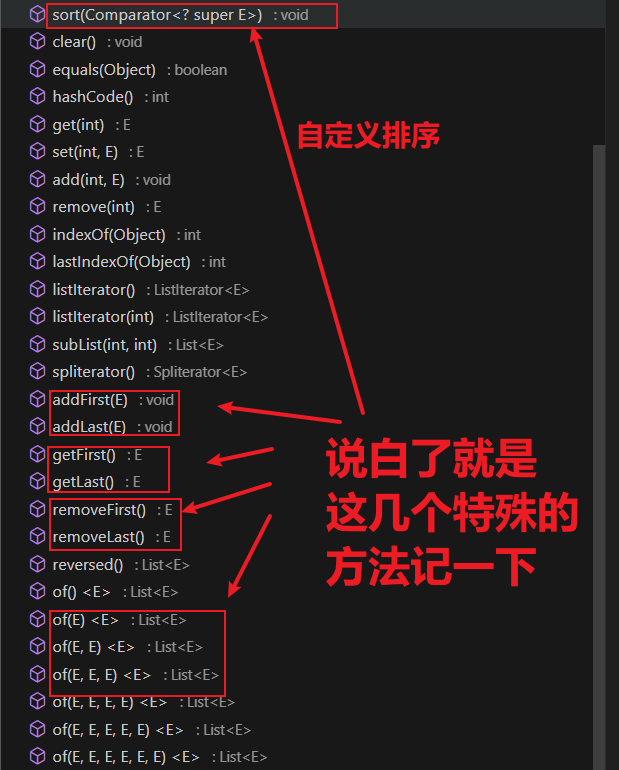 sort(Comparator<? super E>) : void
clear() : void
equals(Object) : boolean
hashCode() : int
get(int) : E
自定义排序
set(int, E) : E
add(int, E) : void
remove(int) : E
indexOf(Object) : int
lastIndexOf(Object) : int
listIterator() : ListIterator<E>
listIterator(int) : ListIterator<E>
subList(int, int) : List<E>
spliterator() : Spliterator<E>
addFirst(E) : void
addLast(E) : void
getFirst() : E
getLast() : E
说白了就是
这几个特殊的
方法记一下
removeFirst() : E
removeLast() : E
reversed() : List<E>
of() <E> : List<E>
of(E) <E> : List<E>
of(E, E) <E> : List<E>
of(E, E, E) <E> : List<E>
of(E, E, E, E) <E> : List<E>
of(E, E, E, E, E) <E> : List<E>
of(E, E, E, E, E, E) <E> : List<E>